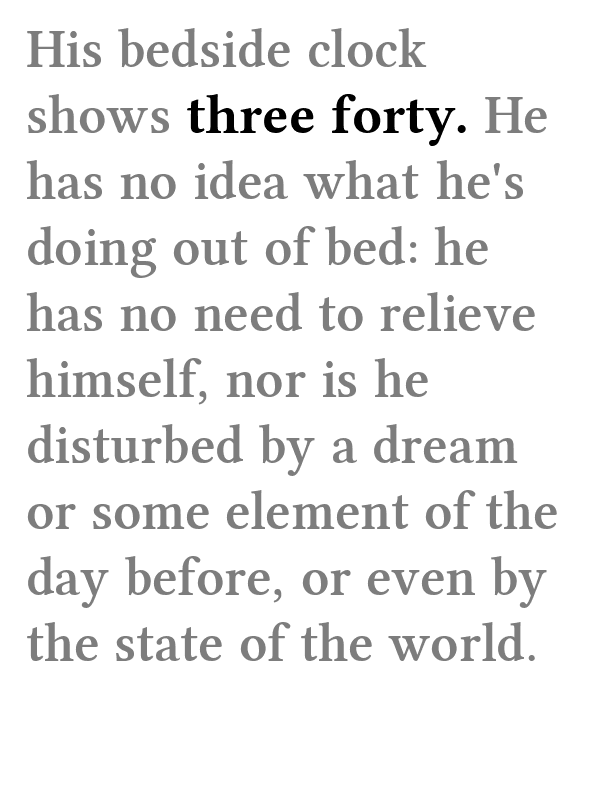 His bedside clock
shows three forty. He
has no idea what he's
doing out of bed: he
has no need to relieve
himself, nor is he
disturbed by a dream
or some element of the
day before, or even by
the state of the world.